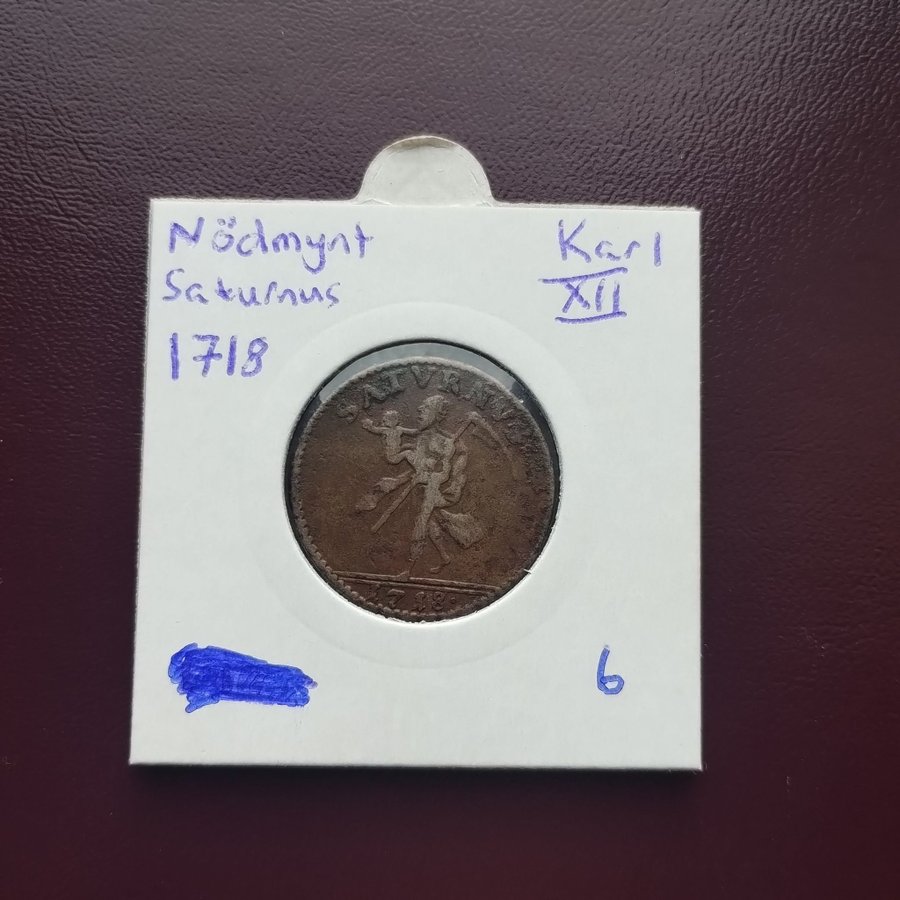 Nödmynt
Saturnus
1718
Karl
XII
SATVRNVS
1718.
6